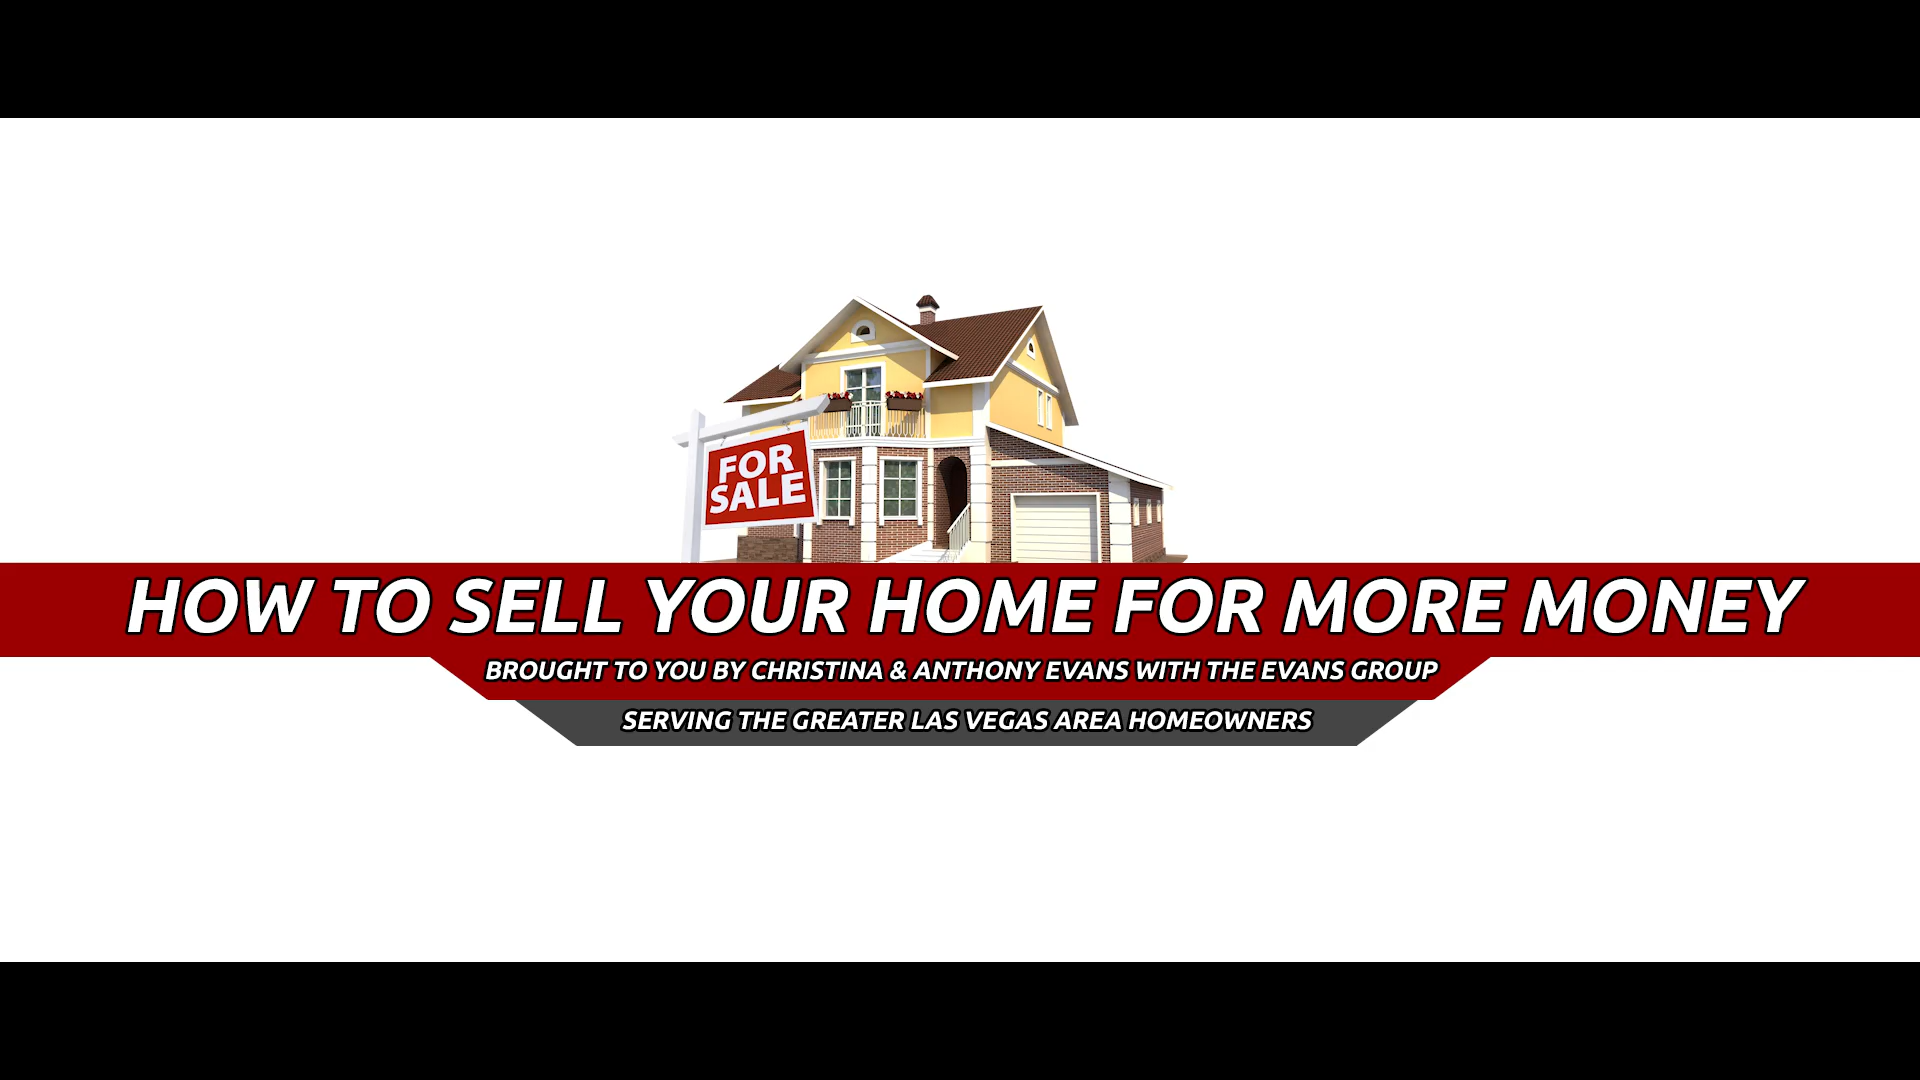 FOR
SALE
HOW TO SELL YOUR HOME FOR MORE MONEY
BROUGHT TO YOU BY CHRISTINA & ANTHONY EVANS WITH THE EVANS GROUP
SERVING THE GREATER LAS VEGAS AREA HOMEOWNERS